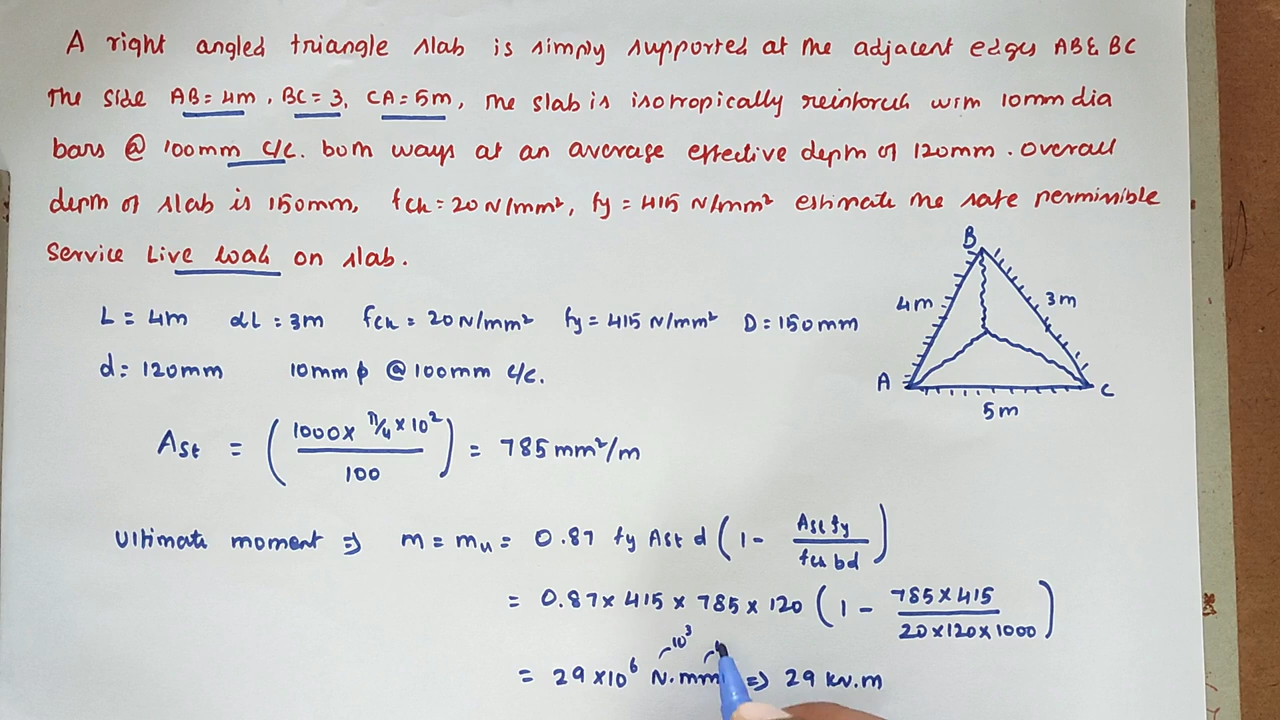 A right angled triangle slab is simply supported at the adjacent edges AB & BC
The side AB = 4m, BC = 3, CA = 5m, The slab is isotropically reinforced with 10mm dia
bars @ 100mm c/c. both ways at an average effective depth of 120mm. overall
depth of slab is 150mm, fck = 20 N/mm², fy = 415 N/mm² estimate the safe permissible
Service Live load on slab.
B
4m
3m
A
C
5m
L = 4m αL = 3m fck = 20 N/mm² fy = 415 N/mm² D = 150mm
d = 120mm 10mm ϕ @ 100mm c/c.
Ast = (1000 x π/4 x 10² / 100) = 785 mm²/m
Ultimate moment ⇒ m = mu = 0.87 fy Ast d (1 - Ast fy / fck bd)
= 0.87 x 415 x 785 x 120 (1 - 785 x 415 / 20 x 120 x 1000)
10³
= 29 x 10⁶ N.mm ⇒ 29 kN.m